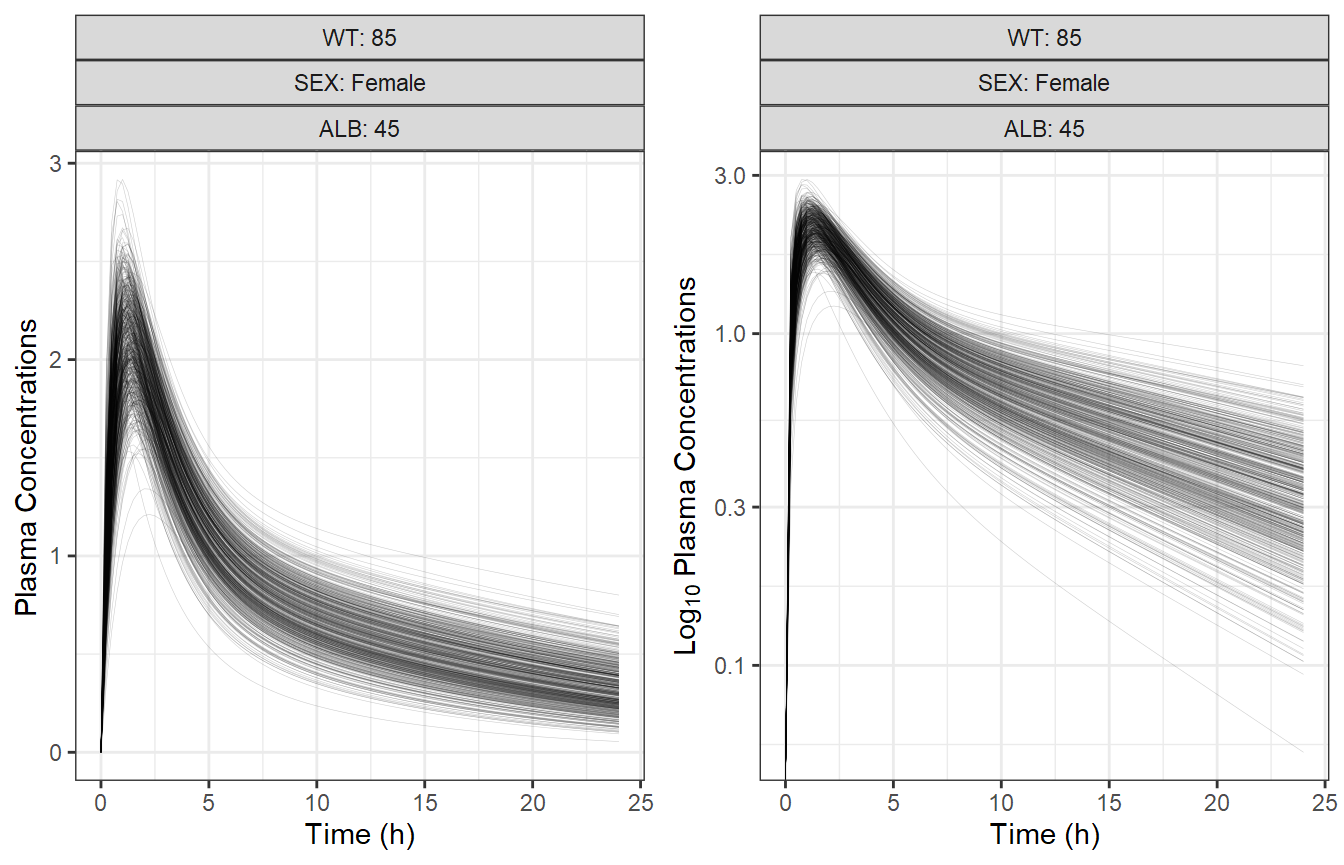 WT: 85
SEX: Female
ALB: 45
3
2
1
0
Plasma Concentrations
0 5 10 15 20 25
Time (h)
WT: 85
SEX: Female
ALB: 45
3.0
1.0
0.3
0.1
Log10 Plasma Concentrations
0 5 10 15 20 25
Time (h)